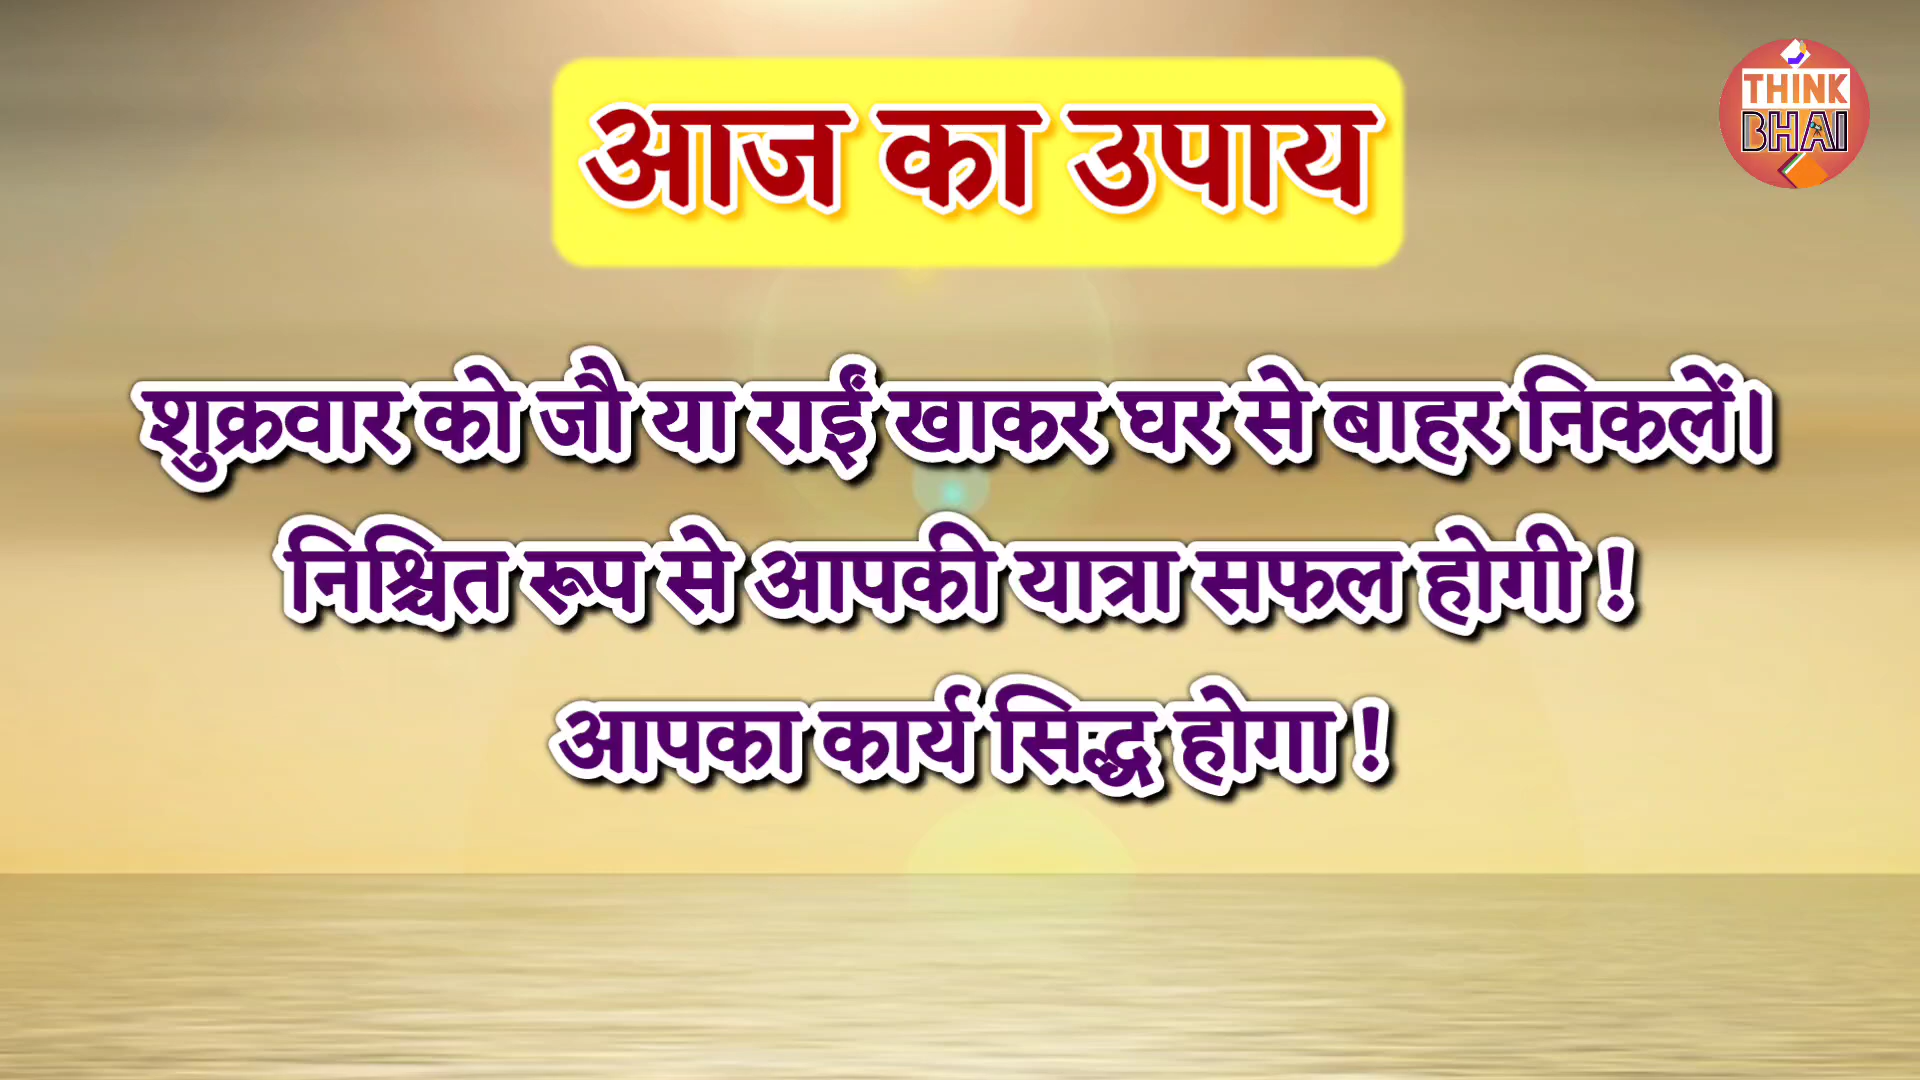 आज का उपाय
THINK
BHAI
शुक्रवार को जौ या राईं खाकर घर से बाहर निकलें।
निश्चित रूप से आपकी यात्रा सफल होगी !
आपका कार्य सिद्ध होगा !